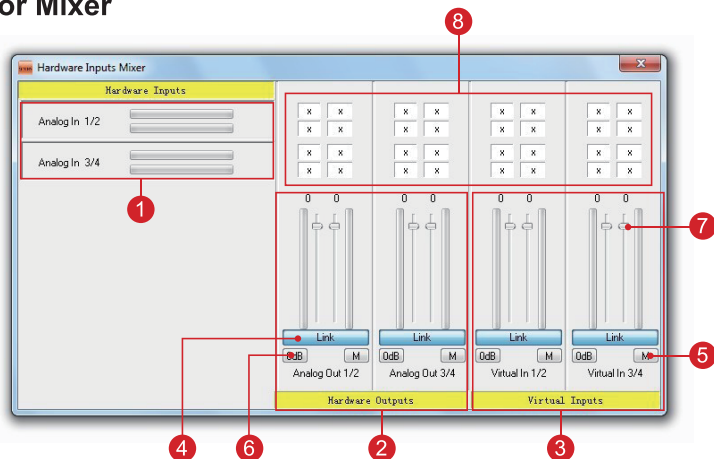 or Mixer
8
Hardware Inputs Mixer
x
Hardware Inputs
Analog In 1/2
Analog In 3/4
x x x x x x x x
x x x x x x x x
x x x x x x x x
x x x x x x x x
1
0 0 0 0 0 0 0 0
7
Link Link Link Link
0dB M 0dB M 0dB M 0dB M
5
Analog Out 1/2 Analog Out 3/4 Virtual In 1/2 Virtual In 3/4
Hardware Outputs Virtual Inputs
4 6 2 3